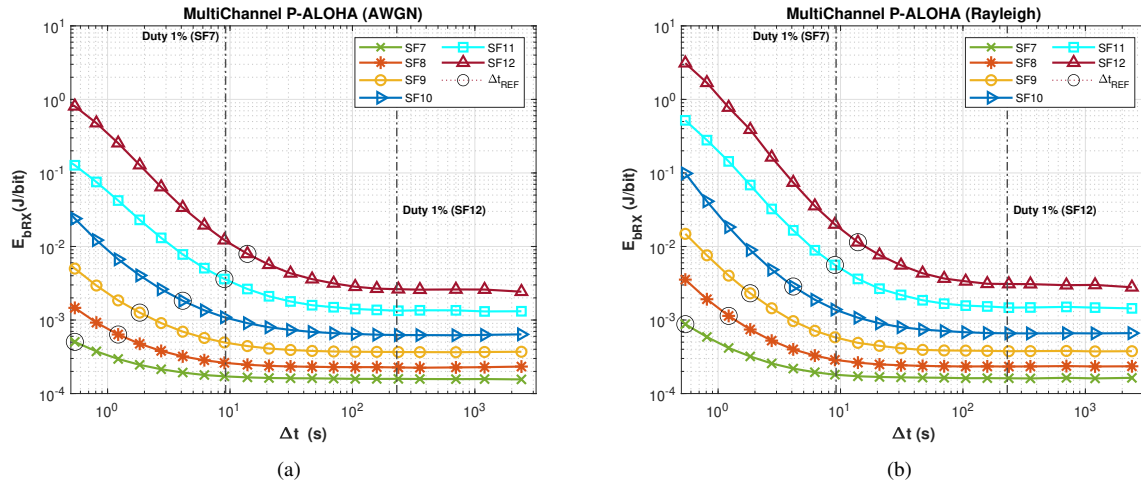 MultiChannel P-ALOHA (AWGN)
Duty 1% (SF7)
SF7
SF8
SF9
SF10
SF11
SF12
Δt_REF
Duty 1% (SF12)
E_bRX (J/bit)
10^1
10^0
10^-1
10^-2
10^-3
10^-4
10^0
10^1
10^2
10^3
Δt (s)
(a)
MultiChannel P-ALOHA (Rayleigh)
Duty 1% (SF7)
SF7
SF8
SF9
SF10
SF11
SF12
Δt_REF
Duty 1% (SF12)
E_bRX (J/bit)
10^1
10^0
10^-1
10^-2
10^-3
10^-4
10^0
10^1
10^2
10^3
Δt (s)
(b)